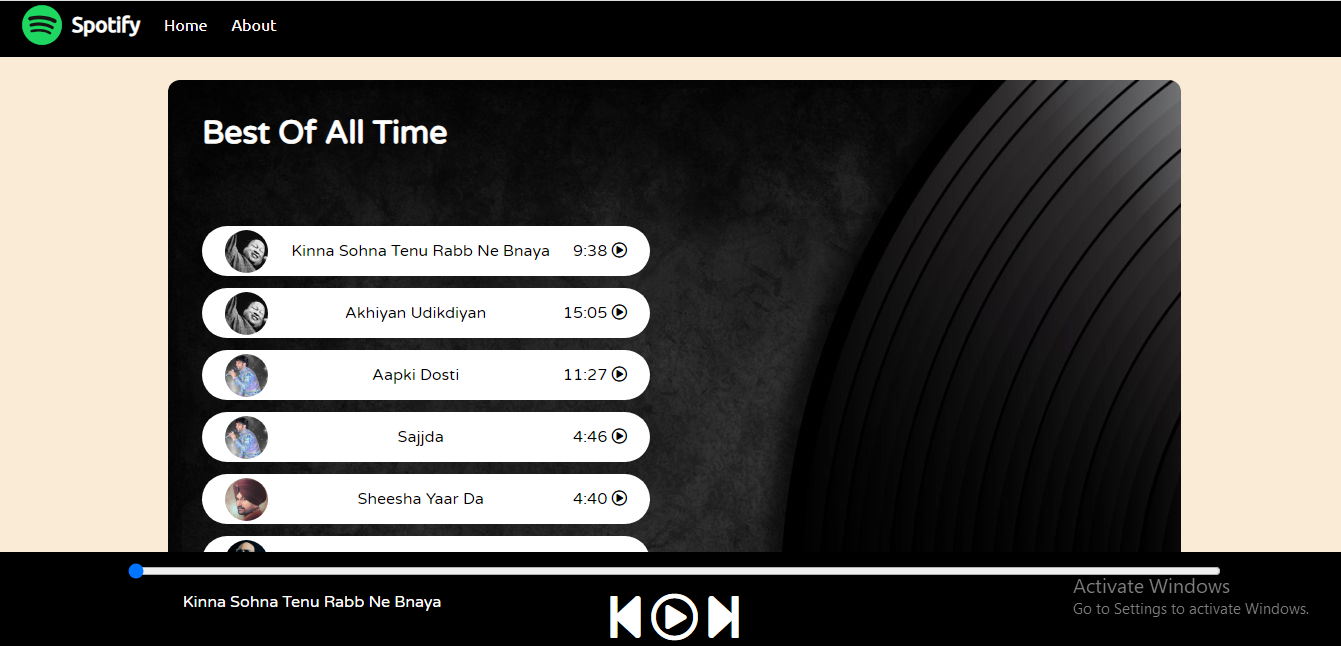 Spotify Home About
Best Of All Time
Kinna Sohna Tenu Rabb Ne Bnaya 9:38
Akhiyan Udikdiyan 15:05
Aapki Dosti 11:27
Sajjda 4:46
Sheesha Yaar Da 4:40
Kinna Sohna Tenu Rabb Ne Bnaya
Activate Windows
Go to Settings to activate Windows.